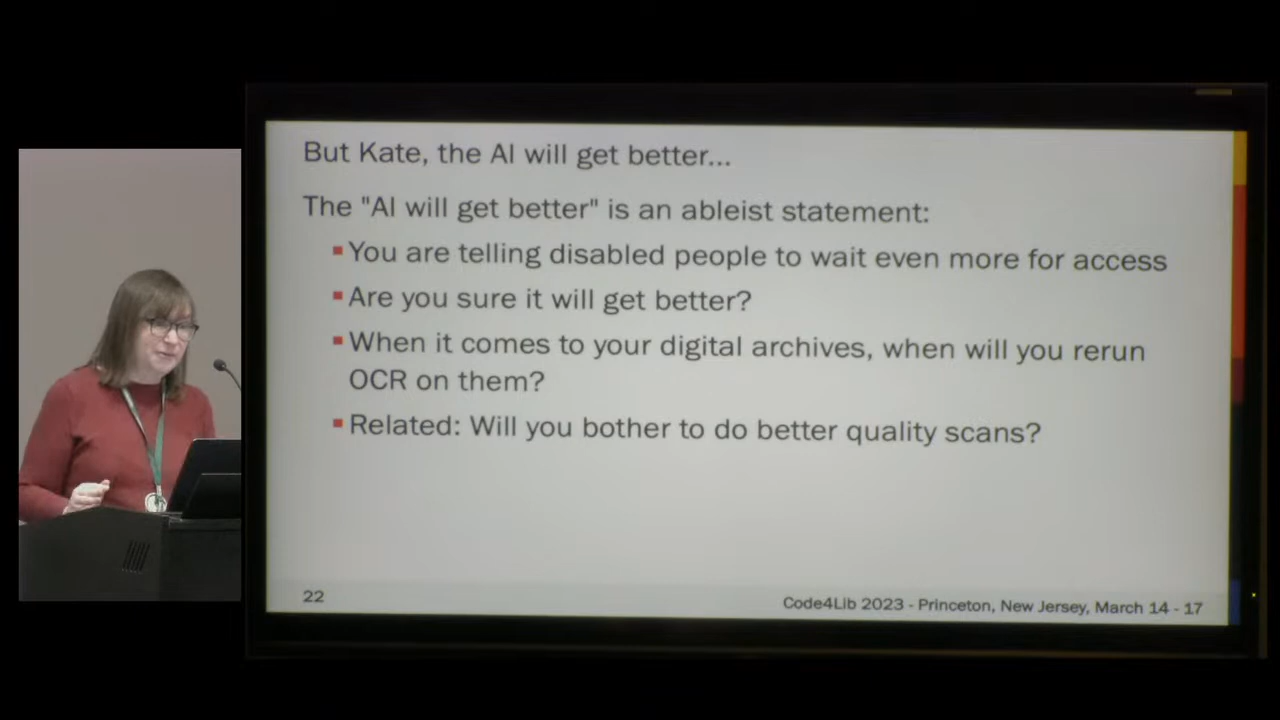 But Kate, the AI will get better...
The "AI will get better" is an ableist statement:
▪ You are telling disabled people to wait even more for access
▪ Are you sure it will get better?
▪ When it comes to your digital archives, when will you rerun
OCR on them?
▪ Related: Will you bother to do better quality scans?
22
Code4Lib 2023 - Princeton, New Jersey, March 14 - 17